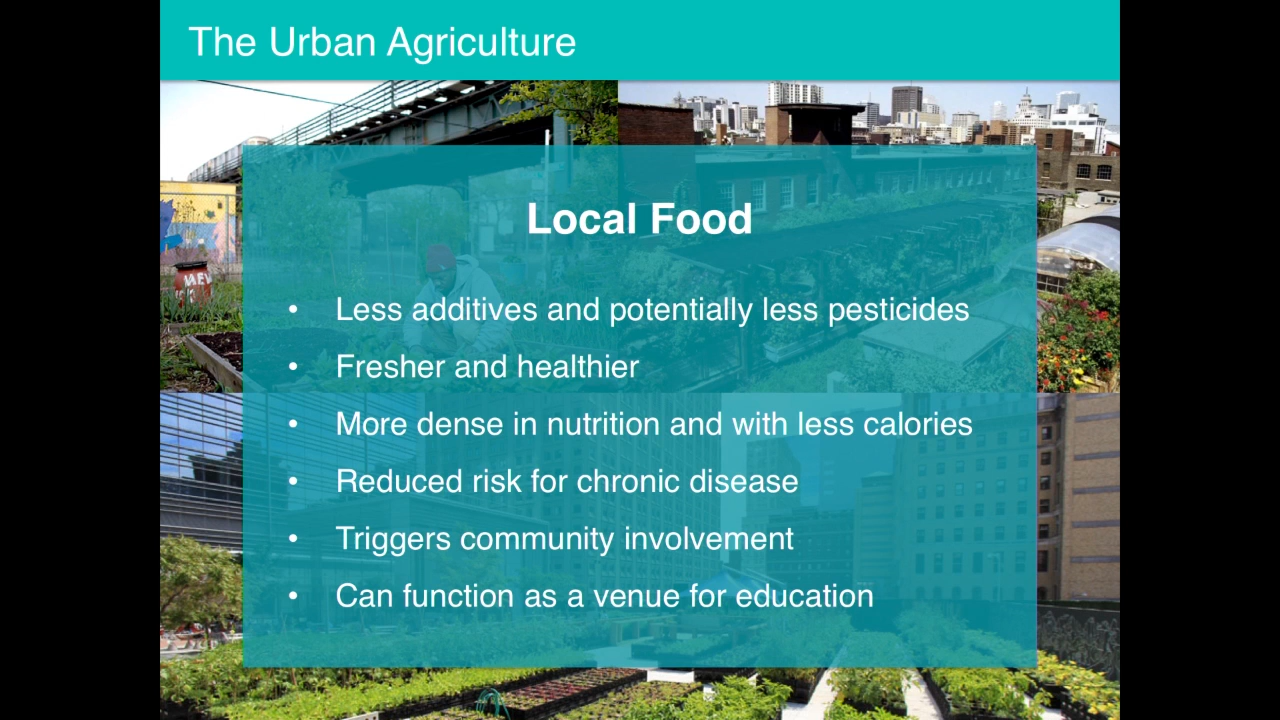 The Urban Agriculture
Local Food
• Less additives and potentially less pesticides
• Fresher and healthier
• More dense in nutrition and with less calories
• Reduced risk for chronic disease
• Triggers community involvement
• Can function as a venue for education